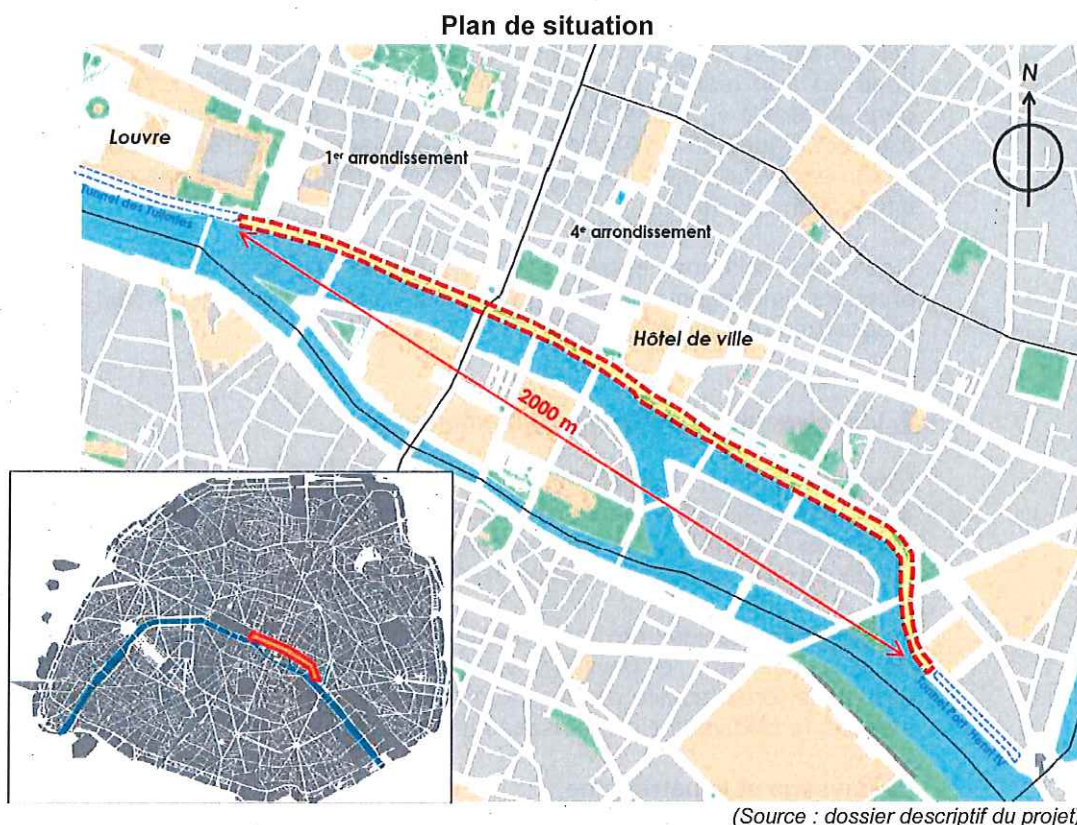 Plan de situation
N
Louvre
1er arrondissement
Tunnel des Tuileries
4e arrondissement
Hôtel de ville
2000 m
Tunnel Port Henri IV
(Source : dossier descriptif du projet)